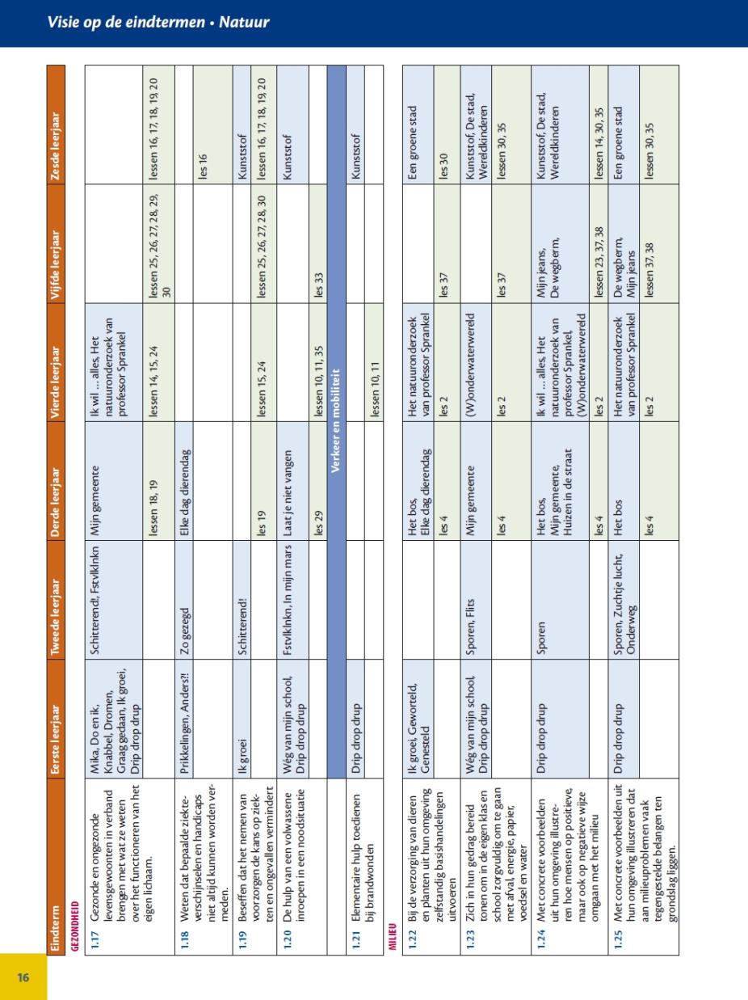 Visie op de eindtermen • Natuur
Eindterm
Eerste leerjaar
Tweede leerjaar
Derde leerjaar
Vierde leerjaar
Vijfde leerjaar
Zesde leerjaar
GEZONDHEID
1.17 Gezonde en ongezonde
levensgewoonten in verband
brengen met wat ze weten
over het functioneren van het
eigen lichaam.
Mika, Do en ik,
Knabbel, Dromen,
Graag gedaan, Ik groei,
Drip drop drup
Schitterend!, Fstvlklnkn
Mijn gemeente
Ik wil ... alles, Het
natuuronderzoek van
professor Sprankel
lessen 18, 19
lessen 14, 15, 24
lessen 25, 26, 27, 28, 29,
30
lessen 16, 17, 18, 19, 20
1.18 Weten dat bepaalde ziekte-
verschijnselen en handicaps
niet altijd kunnen worden ver-
meden.
Prikkelingen, Anders?!
Zo gezegd
Elke dag dierendag
les 16
1.19 Beseffen dat het nemen van
voorzorgen de kans op ziek-
ten en ongevallen vermindert
Ik groei
Schitterend!
Kunststof
les 19
lessen 15, 24
lessen 25, 26, 27, 28, 30
lessen 16, 17, 18, 19, 20
1.20 De hulp van een volwassene
inroepen in een noodsituatie
Wég van mijn school,
Drip drop drup
Fstvlklnkn, In mijn mars
Laat je niet vangen
Kunststof
les 29
lessen 10, 11, 35
les 33
Verkeer en mobiliteit
1.21 Elementaire hulp toedienen
bij brandwonden
Drip drop drup
Kunststof
lessen 10, 11
MILIEU
1.22 Bij de verzorging van dieren
en planten uit hun omgeving
zelfstandig basishandelingen
uitvoeren
Ik groei, Geworteld,
Genesteld
Het bos,
Elke dag dierendag
Het natuuronderzoek
van professor Sprankel
Een groene stad
les 4
les 2
les 37
les 30
1.23 Zich in hun gedrag bereid
tonen om in de eigen klas en
school zorgvuldig om te gaan
met afval, energie, papier,
voedsel en water
Wég van mijn school,
Drip drop drup
Sporen, Flits
Mijn gemeente
(W)onderwaterwereld
Kunststof, De stad,
Wereldkinderen
les 4
les 2
les 37
lessen 30, 35
1.24 Met concrete voorbeelden
uit hun omgeving illustre-
ren hoe mensen op positieve,
maar ook op negatieve wijze
omgaan met het milieu
Drip drop drup
Sporen
Het bos,
Mijn gemeente,
Huizen in de straat
Ik wil ... alles, Het
natuuronderzoek van
professor Sprankel,
(W)onderwaterwereld
Mijn jeans,
De wegberm,
Kunststof, De stad,
Wereldkinderen
les 4
les 2
lessen 23, 37, 38
lessen 14, 30, 35
1.25 Met concrete voorbeelden uit
hun omgeving illustreren dat
aan milieuproblemen vaak
tegengestelde belangen ten
grondslag liggen.
Drip drop drup
Sporen, Zuchtje lucht,
Onderweg
Het bos
Het natuuronderzoek
van professor Sprankel
De wegberm,
Mijn jeans
Een groene stad
les 4
les 2
lessen 37, 38
lessen 30, 35
16